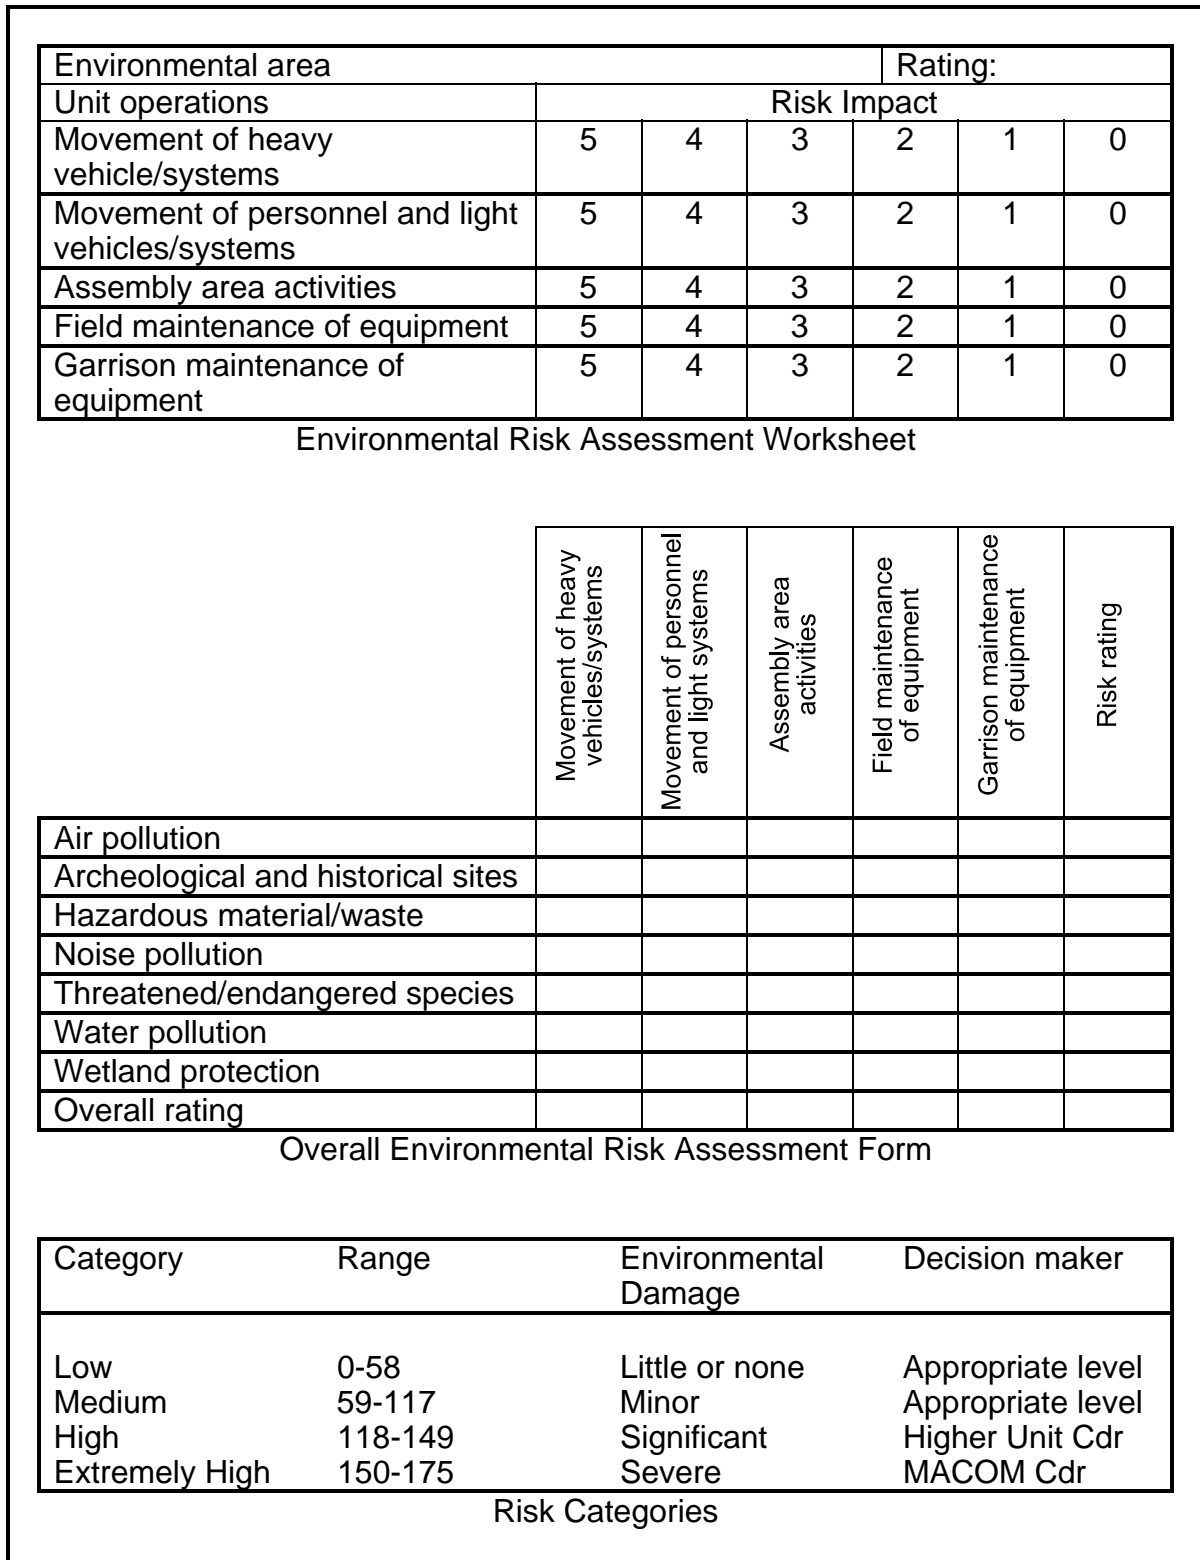 Environmental area Rating:
Unit operations Risk Impact
Movement of heavy 5 4 3 2 1 0
vehicle/systems
Movement of personnel and light 5 4 3 2 1 0
vehicles/systems
Assembly area activities 5 4 3 2 1 0
Field maintenance of equipment 5 4 3 2 1 0
Garrison maintenance of 5 4 3 2 1 0
equipment
Environmental Risk Assessment Worksheet
Movement of heavy
vehicles/systems
Movement of personnel
and light systems
Assembly area
activities
Field maintenance
of equipment
Garrison maintenance
of equipment
Risk rating
Air pollution
Archeological and historical sites
Hazardous material/waste
Noise pollution
Threatened/endangered species
Water pollution
Wetland protection
Overall rating
Overall Environmental Risk Assessment Form
Category Range Environmental Decision maker
Damage
Low 0-58 Little or none Appropriate level
Medium 59-117 Minor Appropriate level
High 118-149 Significant Higher Unit Cdr
Extremely High 150-175 Severe MACOM Cdr
Risk Categories